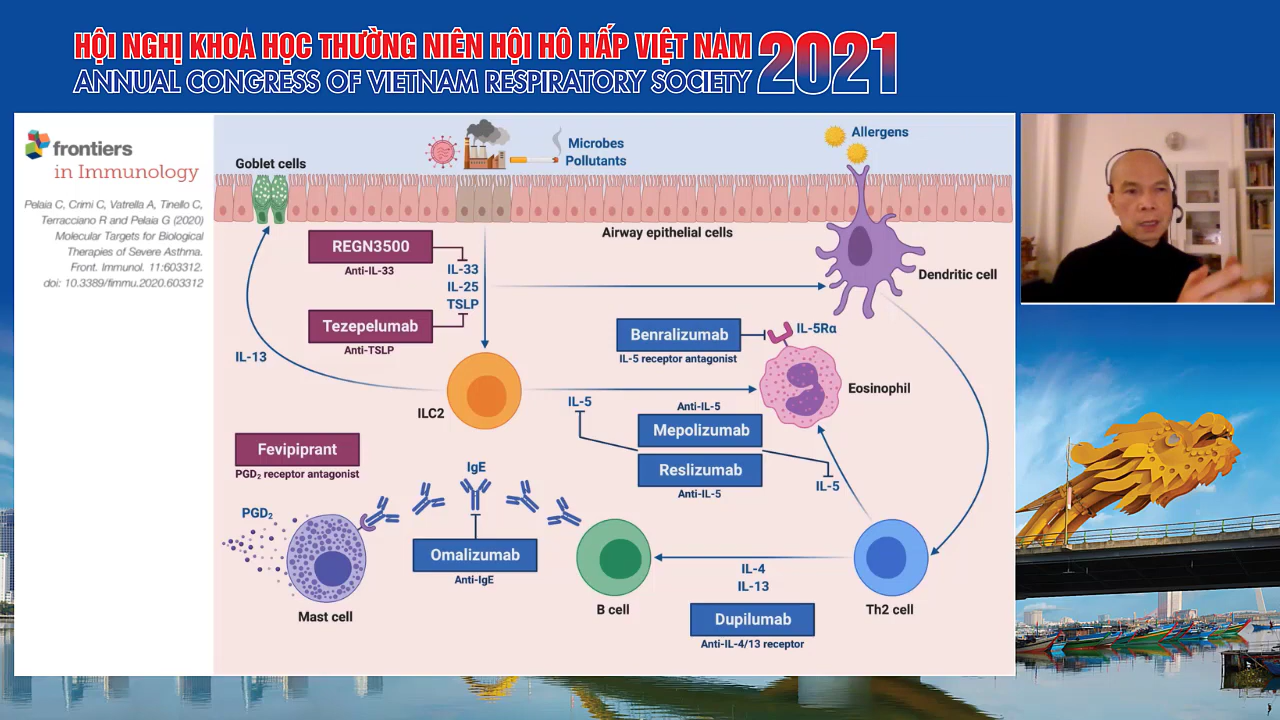 HỘI NGHỊ KHOA HỌC THƯỜNG NIÊN HỘI HÔ HẤP VIỆT NAM 2021
ANNUAL CONGRESS OF VIETNAM RESPIRATORY SOCIETY
frontiers
in Immunology
Pelaia C, Crimi C, Vatrella A, Tinello C,
Terracciano R and Pelaia G (2020)
Molecular Targets for Biological
Therapies of Severe Asthma.
Front. Immunol. 11:603312.
doi: 10.3389/fimmu.2020.603312
Goblet cells
Microbes
Pollutants
Allergens
Airway epithelial cells
Dendritic cell
REGN3500
Anti-IL-33
IL-33
IL-25
TSLP
Tezepelumab
Anti-TSLP
IL-13
ILC2
Benralizumab
IL-5 receptor antagonist
IL-5Rα
Eosinophil
IL-5
Anti-IL-5
Mepolizumab
Reslizumab
Anti-IL-5
IL-5
Fevipiprant
PGD₂ receptor antagonist
PGD₂
Mast cell
IgE
Omalizumab
Anti-IgE
B cell
IL-4
IL-13
Th2 cell
Dupilumab
Anti-IL-4/13 receptor